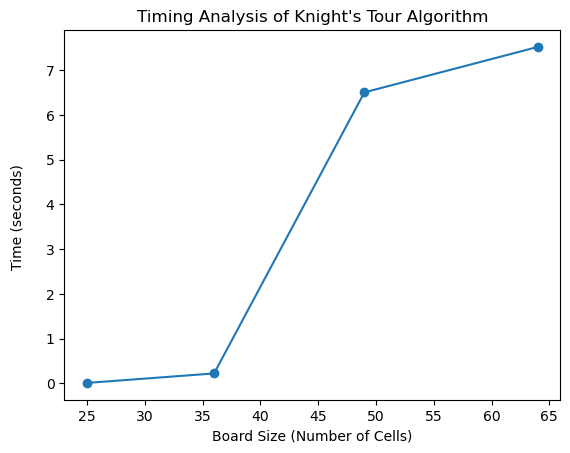 Timing Analysis of Knight's Tour Algorithm
7
6
5
4
3
2
1
0
Time (seconds)
25 30 35 40 45 50 55 60 65
Board Size (Number of Cells)